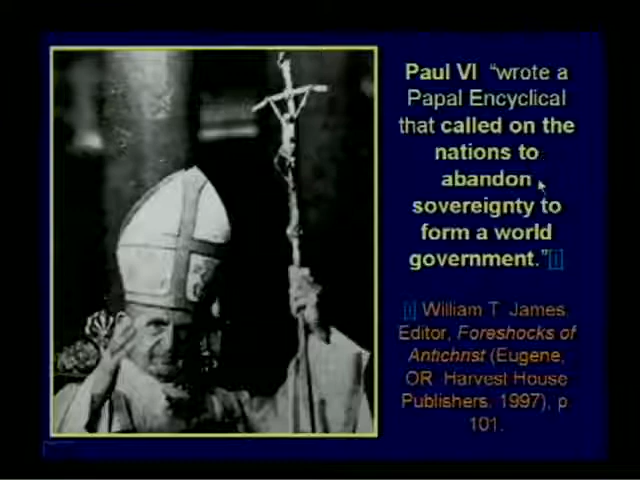 Paul VI "wrote a
Papal Encyclical
that called on the
nations to
abandon
sovereignty to
form a world
government."[i]
[i] William T. James,
Editor, Foreshocks of
Antichrist (Eugene,
OR: Harvest House
Publishers, 1997), p.
101.